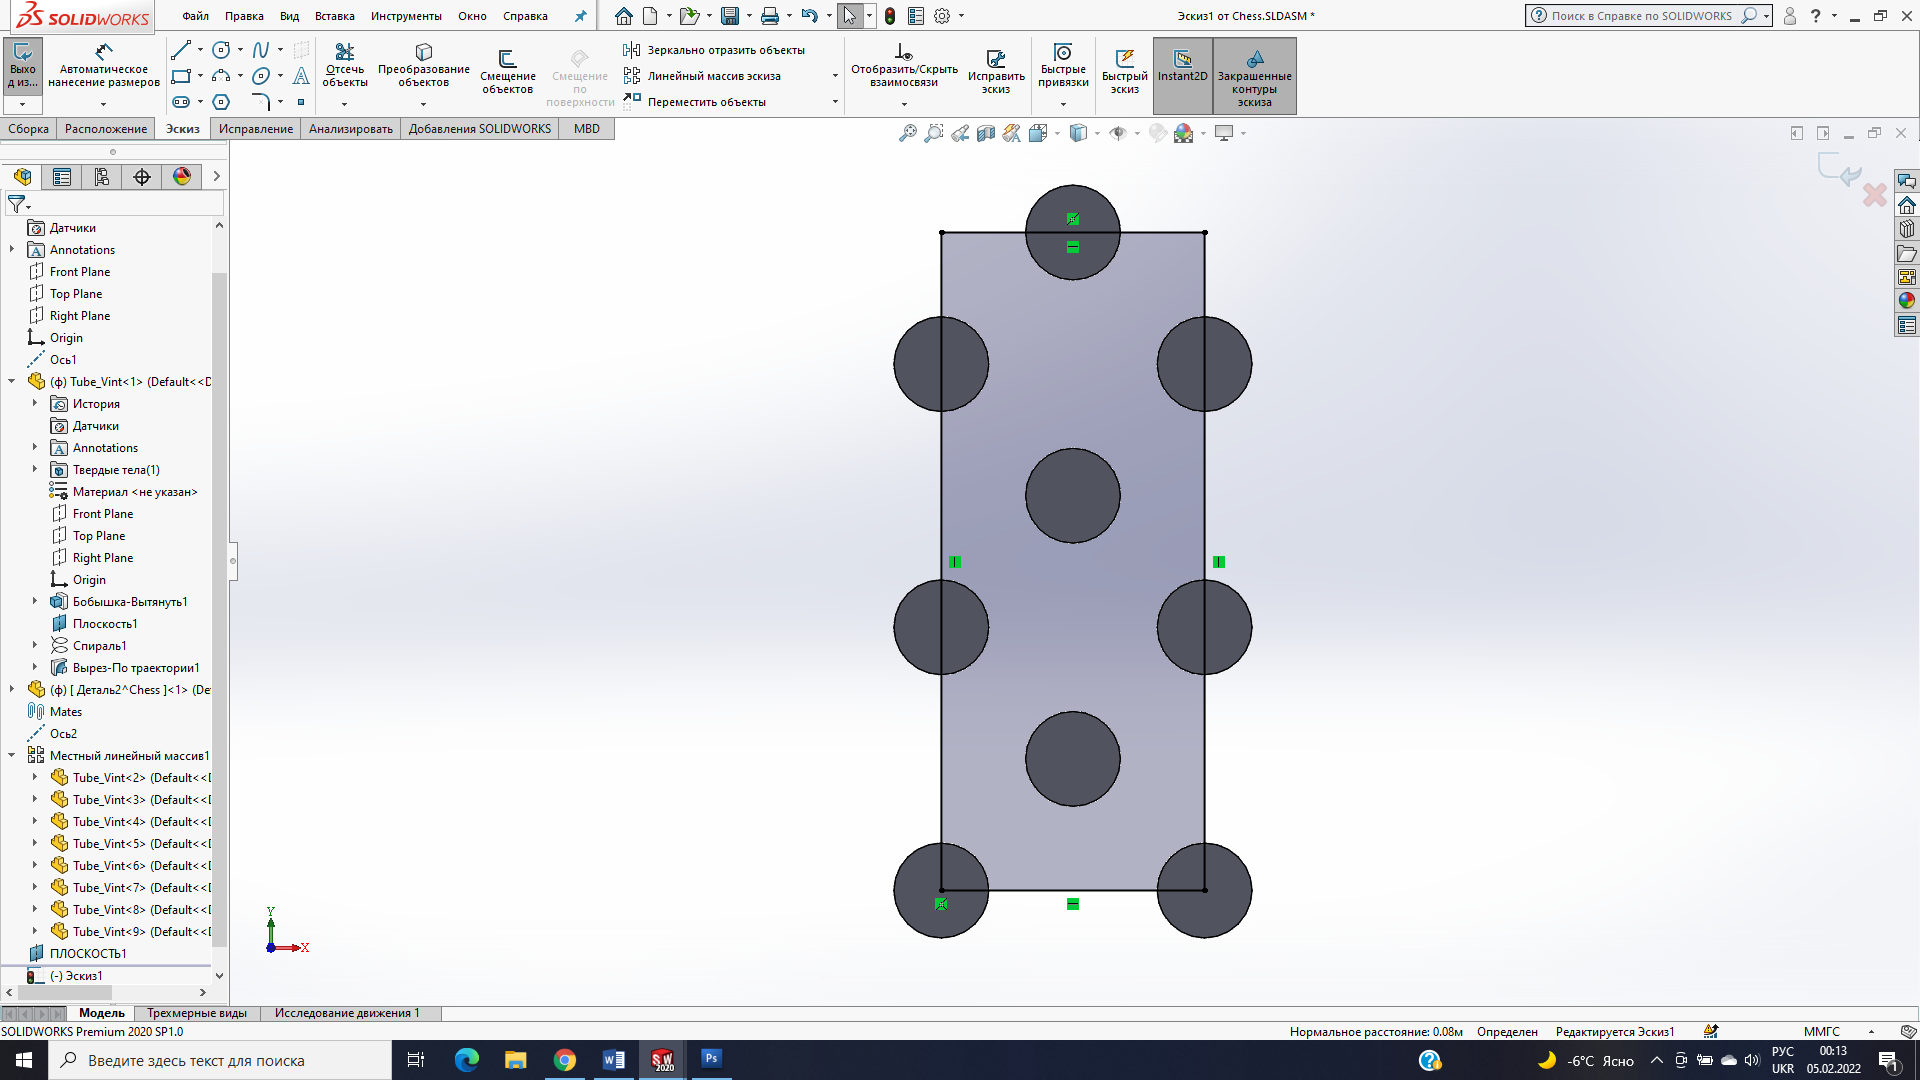 SOLIDWORKS
Файл
Правка
Вид
Вставка
Инструменты
Окно
Справка
Эскиз1 от Chess.SLDASM *
Поиск в Справке по SOLIDWORKS
Выхо
д из...
Автоматическое
нанесение размеров
Отсечь
объекты
Преобразование
объектов
Смещение
объектов
Смещение
по
поверхности
Зеркально отразить объекты
Линейный массив эскиза
Переместить объекты
Отобразить/Скрыть
взаимосвязи
Исправить
эскиз
Быстрые
привязки
Быстрый
эскиз
Instant2D
Закрашенные
контуры
эскиза
Сборка
Расположение
Эскиз
Исправление
Анализировать
Добавления SOLIDWORKS
MBD
Датчики
Annotations
Front Plane
Top Plane
Right Plane
Origin
Ось1
(ф) Tube_Vint<1> (Default<<D
История
Датчики
Annotations
Твердые тела(1)
Материал <не указан>
Front Plane
Top Plane
Right Plane
Origin
Бобышка-Вытянуть1
Плоскость1
Спираль1
Вырез-По траектории1
(ф) [ Деталь2^Chess ]<1> (De
Mates
Ось2
Местный линейный массив1
Tube_Vint<2> (Default<<D
Tube_Vint<3> (Default<<D
Tube_Vint<4> (Default<<D
Tube_Vint<5> (Default<<D
Tube_Vint<6> (Default<<D
Tube_Vint<7> (Default<<D
Tube_Vint<8> (Default<<D
Tube_Vint<9> (Default<<D
ПЛОСКОСТЬ1
(-) Эскиз1
Y
X
Модель
Трехмерные виды
Исследование движения 1
SOLIDWORKS Premium 2020 SP1.0
Нормальное расстояние: 0.08м
Определен
Редактируется Эскиз1
ММГС
Введите здесь текст для поиска
-6°C Ясно
РУС
UKR
00:13
05.02.2022
1